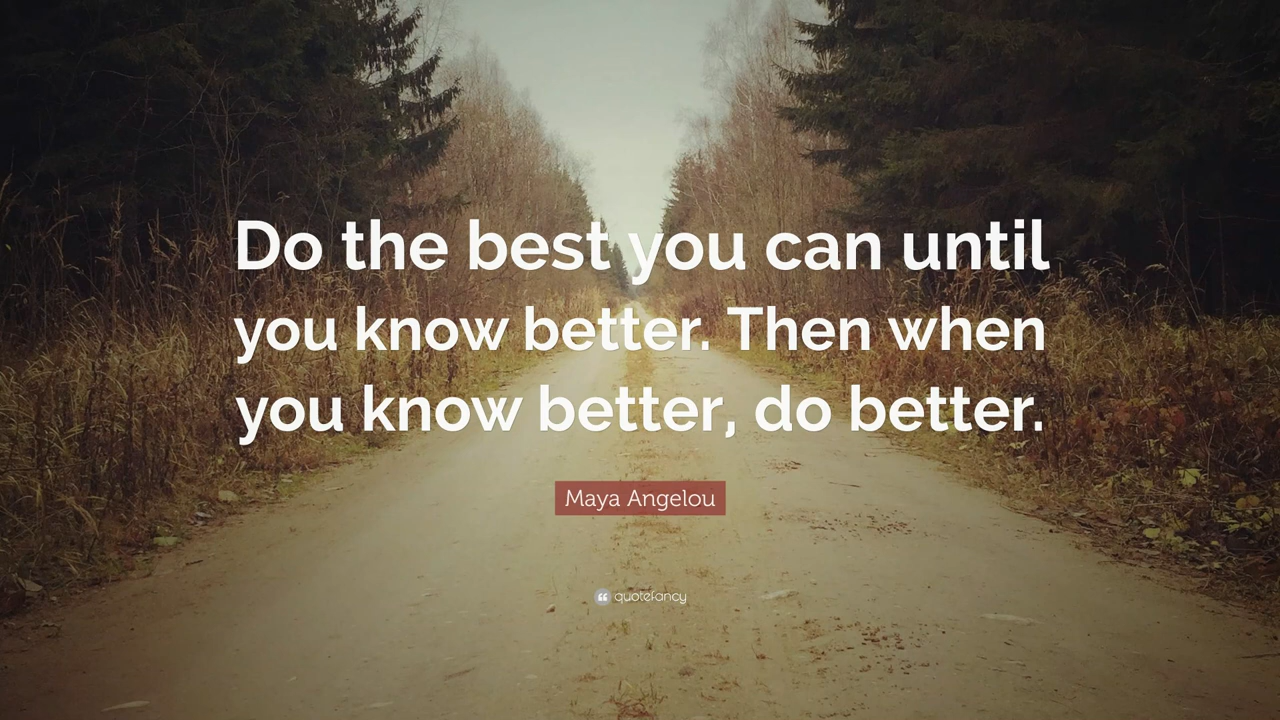 Do the best you can until
you know better. Then when
you know better, do better.
Maya Angelou
quotefancy